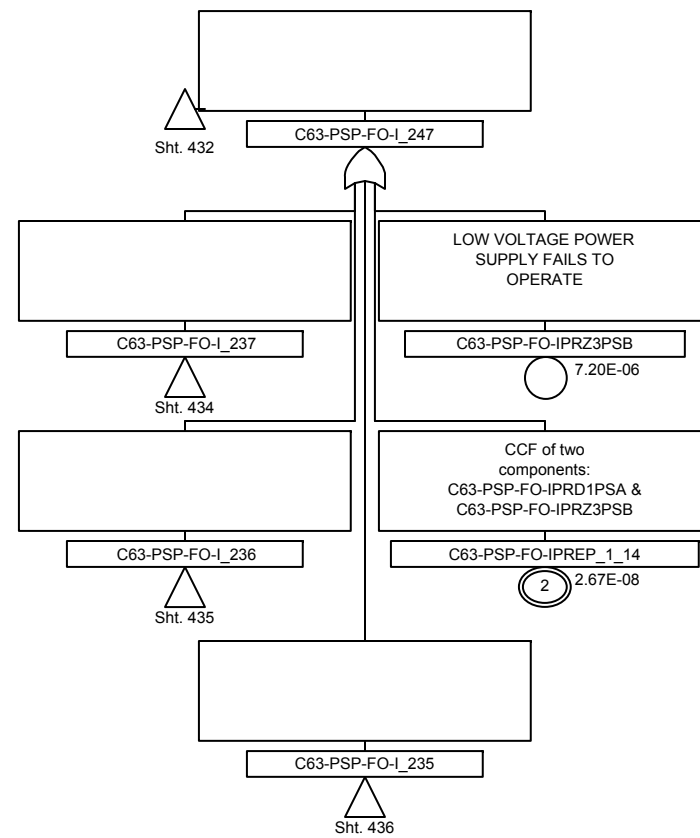 C63-PSP-FO-I_247
Sht. 432
LOW VOLTAGE POWER
SUPPLY FAILS TO
OPERATE
C63-PSP-FO-I_237
Sht. 434
C63-PSP-FO-IPRZ3PSB
7.20E-06
CCF of two
components:
C63-PSP-FO-IPRD1PSA &
C63-PSP-FO-IPRZ3PSB
C63-PSP-FO-I_236
Sht. 435
C63-PSP-FO-IPREP_1_14
2
2.67E-08
C63-PSP-FO-I_235
Sht. 436